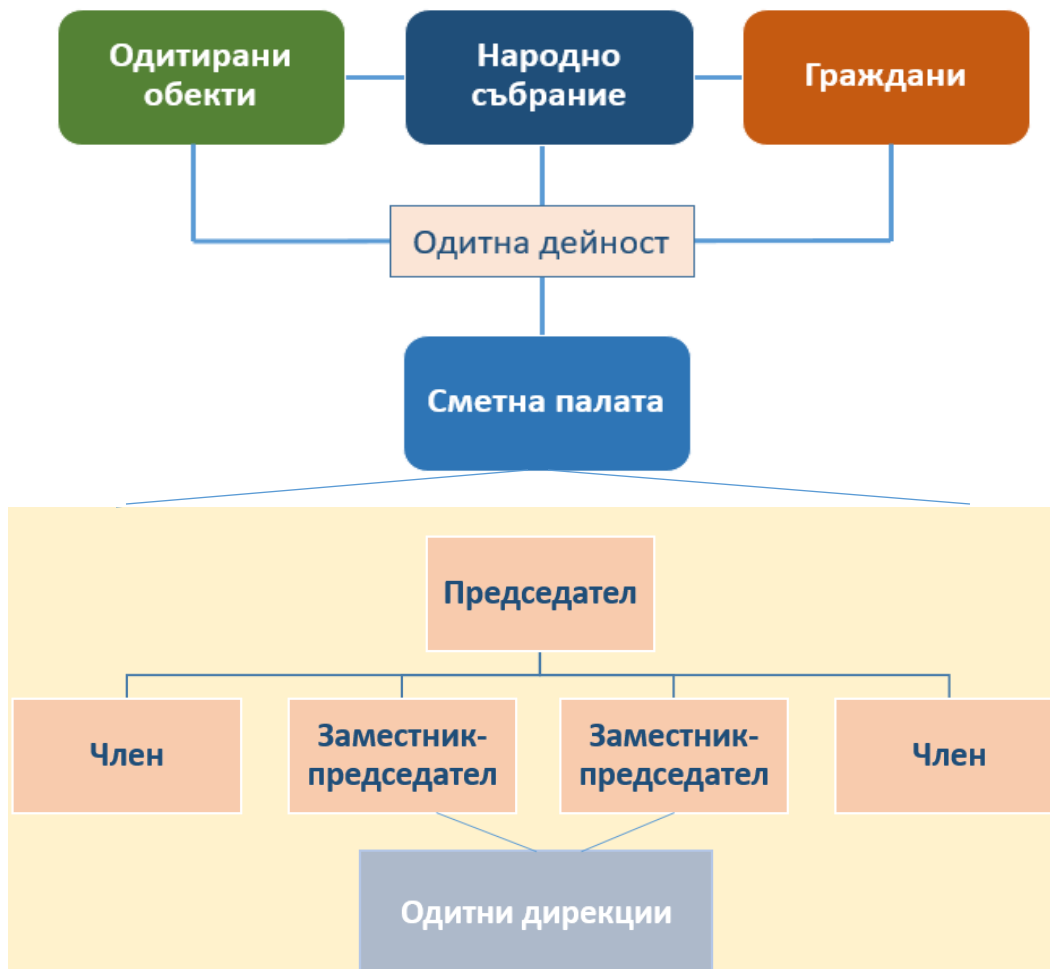 Одитирани
обекти
Народно
събрание
Граждани
Одитна дейност
Сметна палата
Председател
Член
Заместник-
председател
Заместник-
председател
Член
Одитни дирекции